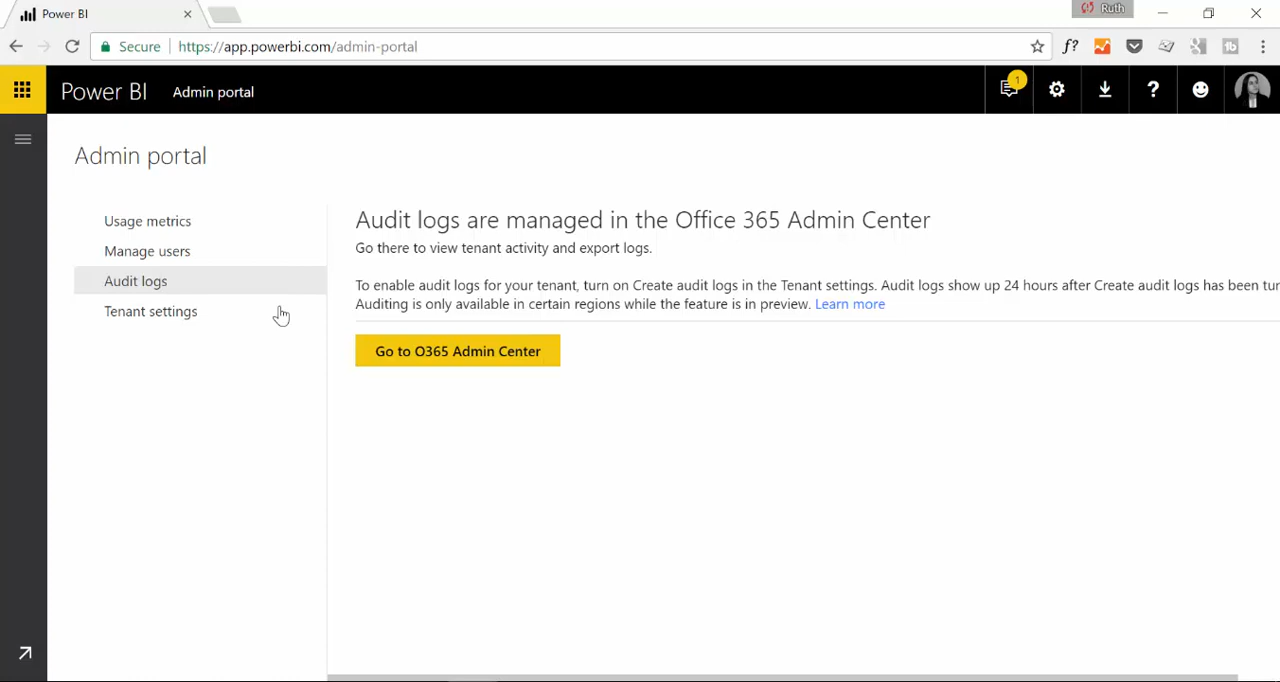 Power BI
Ruth
Secure
https://app.powerbi.com/admin-portal
f?
Power BI
Admin portal
1
?
Admin portal
Usage metrics
Manage users
Audit logs
Tenant settings
Audit logs are managed in the Office 365 Admin Center
Go there to view tenant activity and export logs.
To enable audit logs for your tenant, turn on Create audit logs in the Tenant settings. Audit logs show up 24 hours after Create audit logs has been tur
Auditing is only available in certain regions while the feature is in preview. Learn more
Go to O365 Admin Center